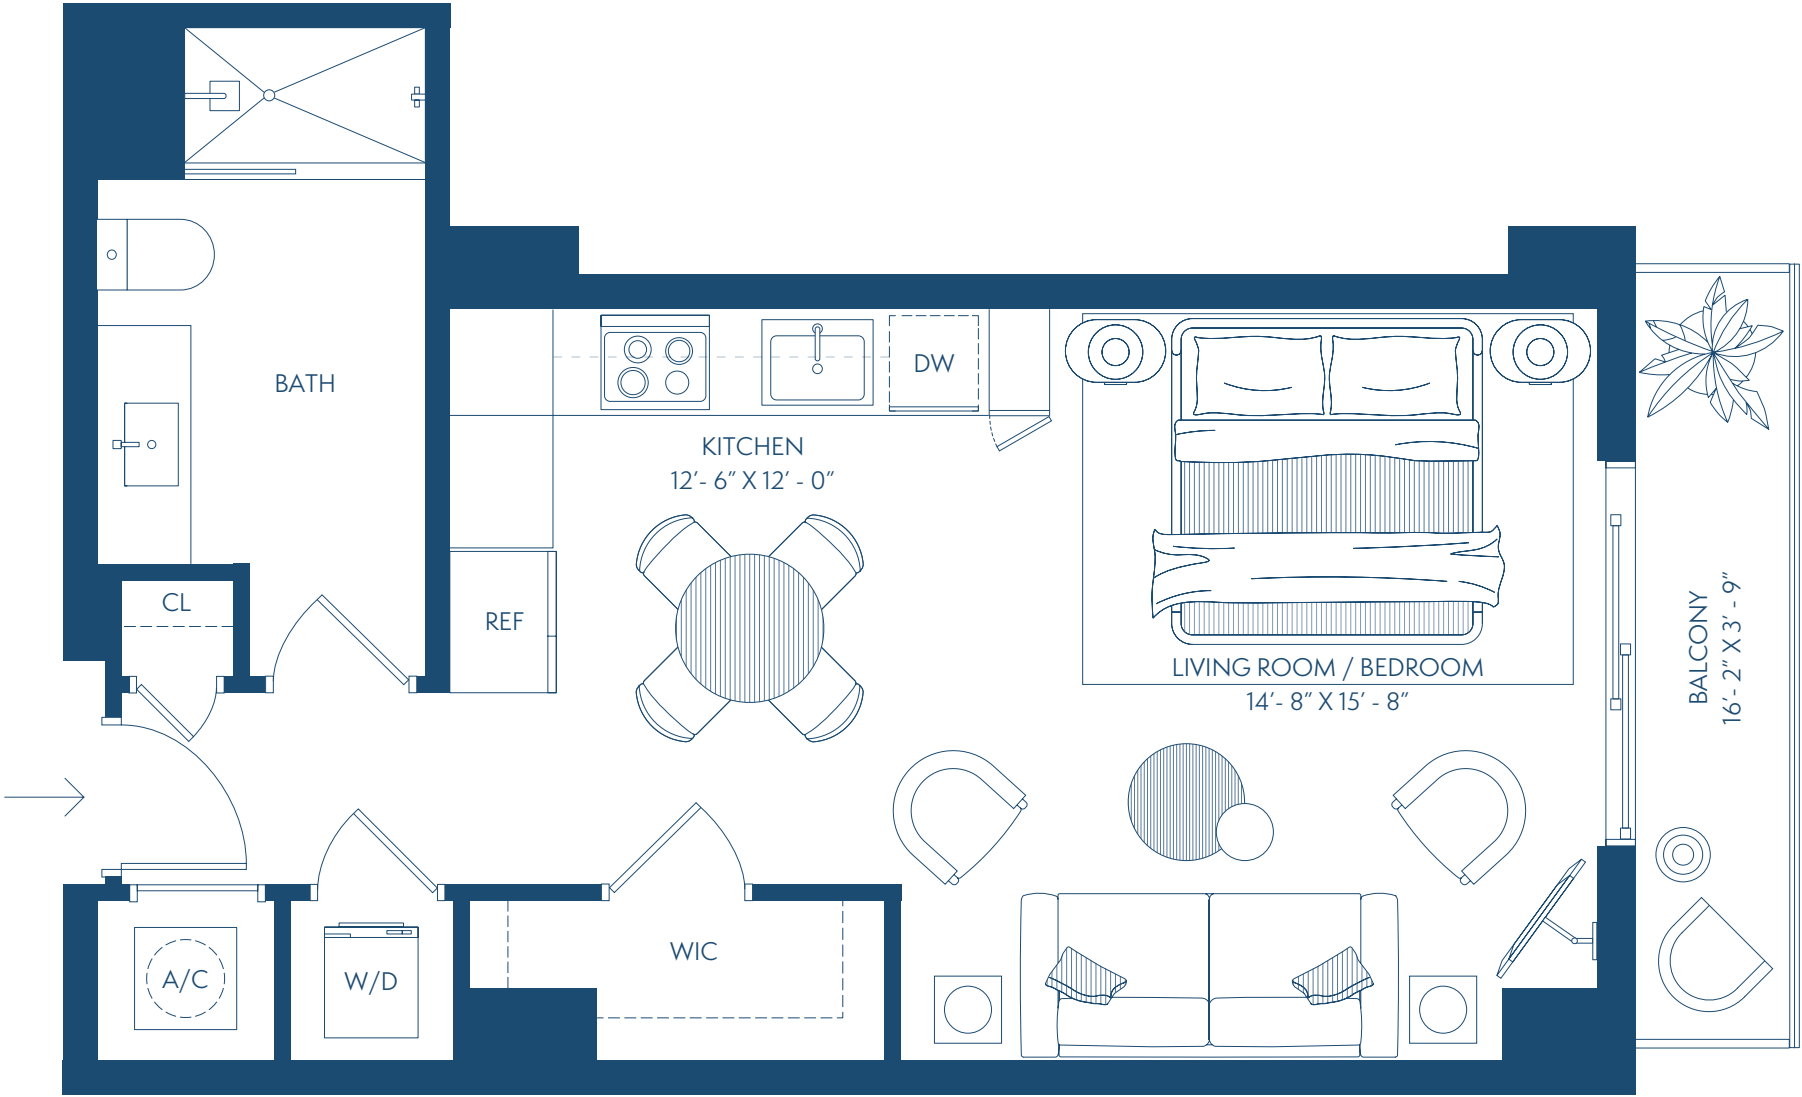 BATH
DW
KITCHEN
12’- 6” X 12’ - 0”
CL
REF
LIVING ROOM / BEDROOM
14’- 8” X 15’ - 8”
BALCONY
16’- 2” X 3’ - 9”
A/C
W/D
WIC